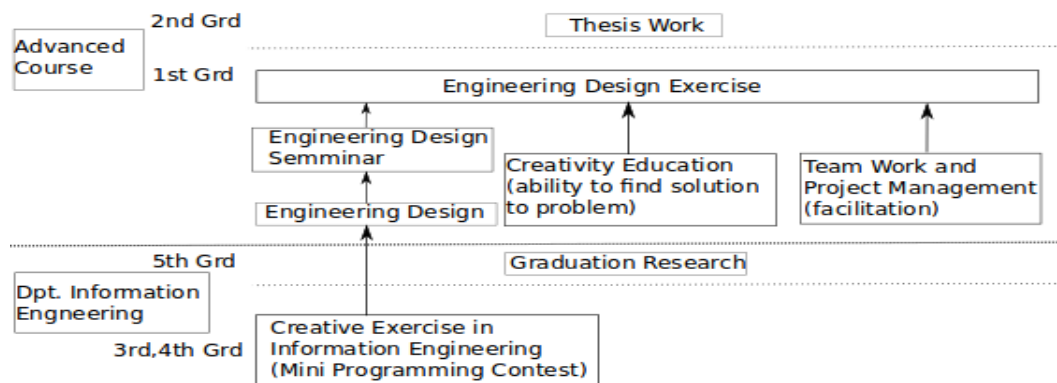 2nd Grd
Thesis Work
Advanced
Course
1st Grd
Engineering Design Exercise
Engineering Design
Semminar
Creativity Education
(ability to find solution
to problem)
Team Work and
Project Management
(facilitation)
Engineering Design
5th Grd
Graduation Research
Dpt. Information
Engneering
3rd,4th Grd
Creative Exercise in
Information Engineering
(Mini Programming Contest)